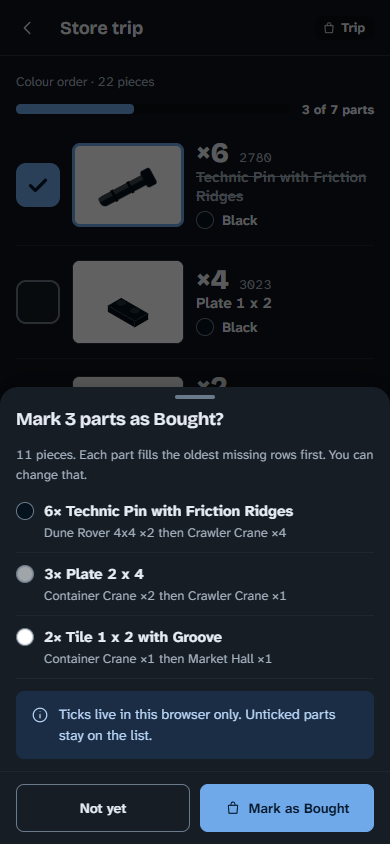 Store trip
Trip
Colour order · 22 pieces
3 of 7 parts
×6 2780
Technic Pin with Friction
Ridges
Black
×4 3023
Plate 1 x 2
Black
Mark 3 parts as Bought?
11 pieces. Each part fills the oldest missing rows first. You can
change that.
6× Technic Pin with Friction Ridges
Dune Rover 4x4 ×2 then Crawler Crane ×4
3× Plate 2 x 4
Container Crane ×2 then Crawler Crane ×1
2× Tile 1 x 2 with Groove
Container Crane ×1 then Market Hall ×1
Ticks live in this browser only. Unticked parts
stay on the list.
Not yet
Mark as Bought